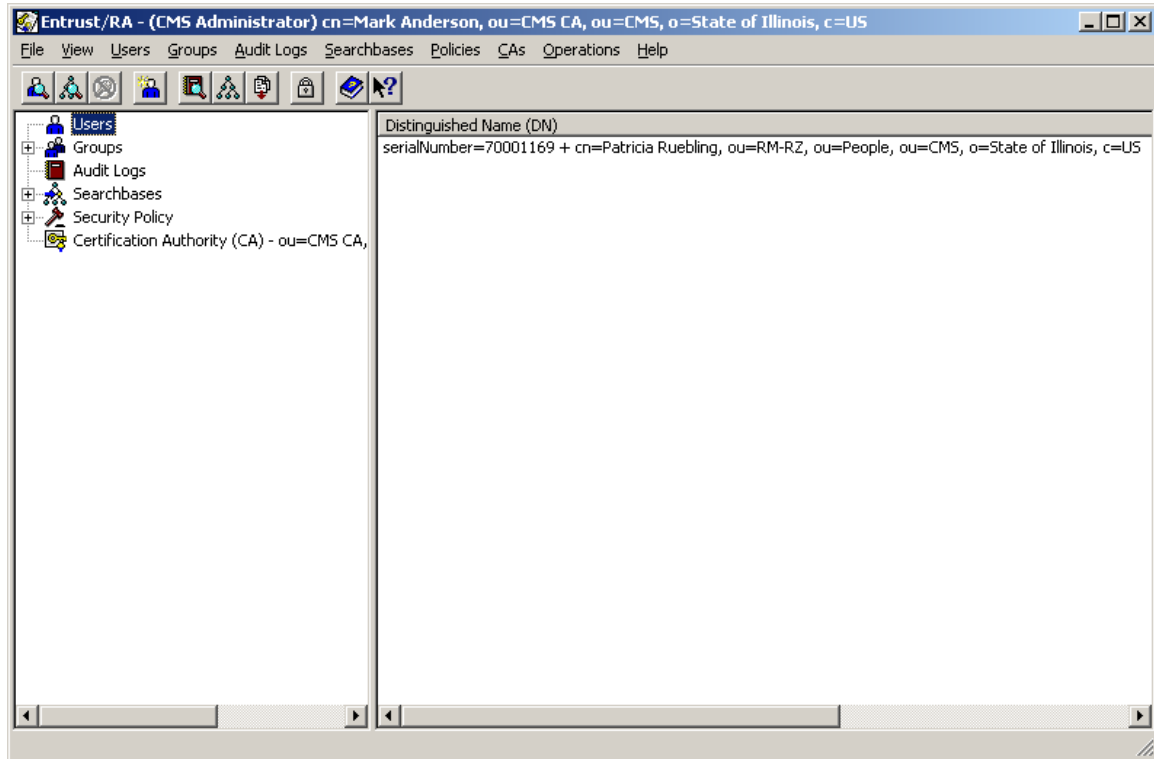 Entrust/RA - (CMS Administrator) cn=Mark Anderson, ou=CMS CA, ou=CMS, o=State of Illinois, c=US
File View Users Groups Audit Logs Searchbases Policies CAs Operations Help
Users
Groups
Audit Logs
Searchbases
Security Policy
Certification Authority (CA) - ou=CMS CA,
Distinguished Name (DN)
serialNumber=70001169 + cn=Patricia Ruebling, ou=RM-RZ, ou=People, ou=CMS, o=State of Illinois, c=US